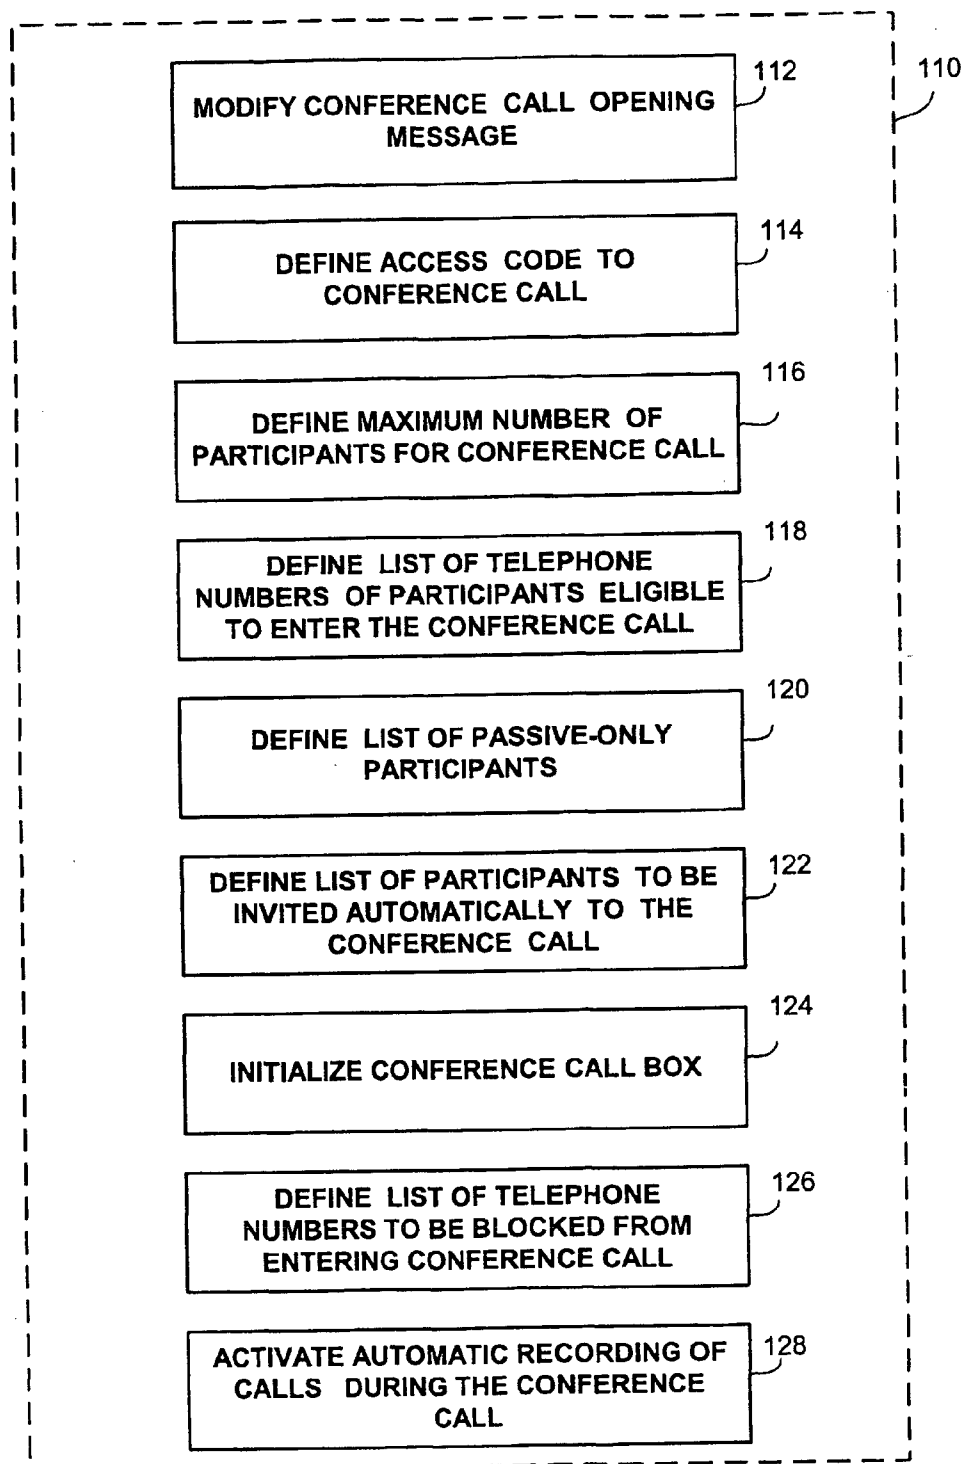 112
110
MODIFY CONFERENCE CALL OPENING
MESSAGE
114
DEFINE ACCESS CODE TO
CONFERENCE CALL
116
DEFINE MAXIMUM NUMBER OF
PARTICIPANTS FOR CONFERENCE CALL
118
DEFINE LIST OF TELEPHONE
NUMBERS OF PARTICIPANTS ELIGIBLE
TO ENTER THE CONFERENCE CALL
120
DEFINE LIST OF PASSIVE-ONLY
PARTICIPANTS
122
DEFINE LIST OF PARTICIPANTS TO BE
INVITED AUTOMATICALLY TO THE
CONFERENCE CALL
124
INITIALIZE CONFERENCE CALL BOX
126
DEFINE LIST OF TELEPHONE
NUMBERS TO BE BLOCKED FROM
ENTERING CONFERENCE CALL
128
ACTIVATE AUTOMATIC RECORDING OF
CALLS DURING THE CONFERENCE
CALL